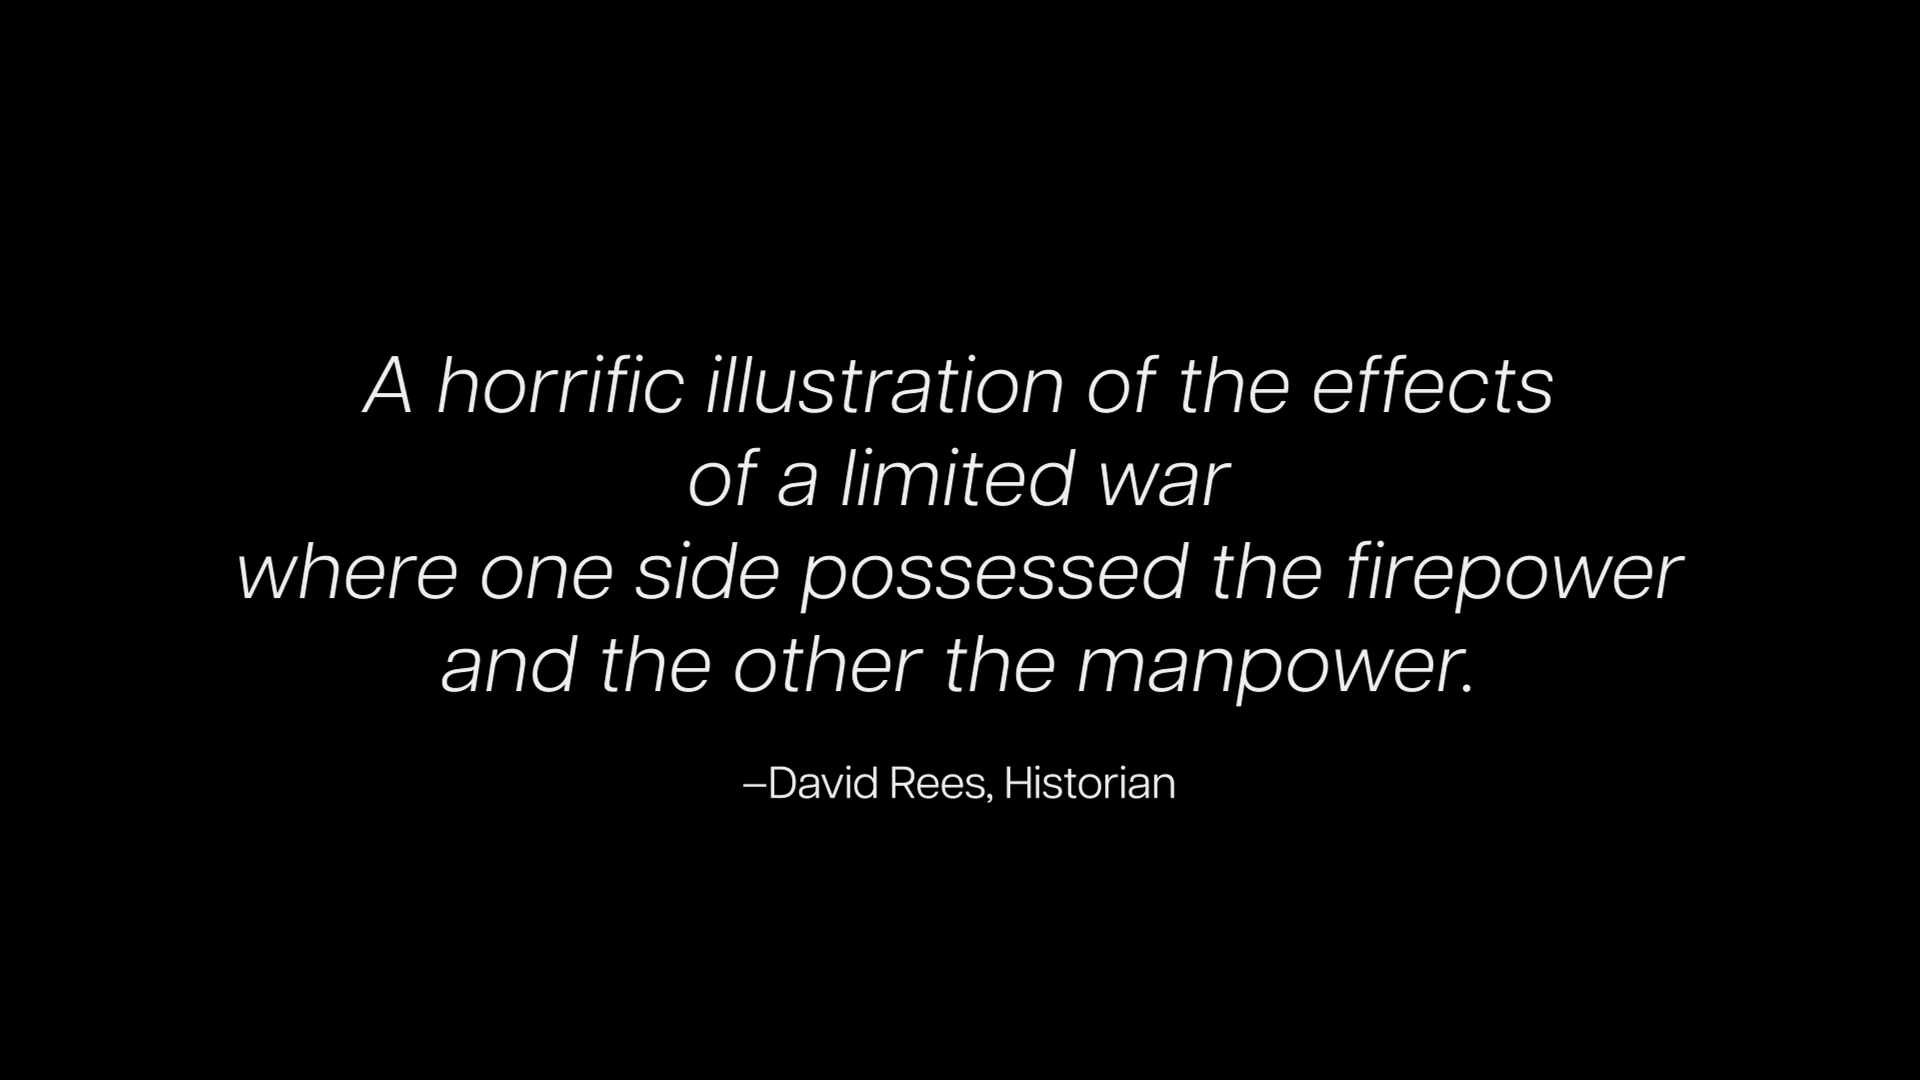 A horrific illustration of the effects
of a limited war
where one side possessed the firepower
and the other the manpower.
–David Rees, Historian